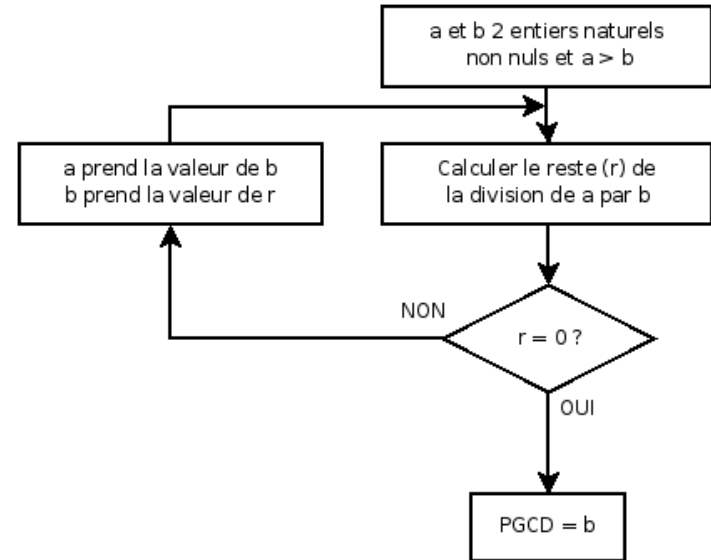 a et b 2 entiers naturels
non nuls et a > b
Calculer le reste (r) de
la division de a par b
r = 0 ?
NON
a prend la valeur de b
b prend la valeur de r
OUI
PGCD = b